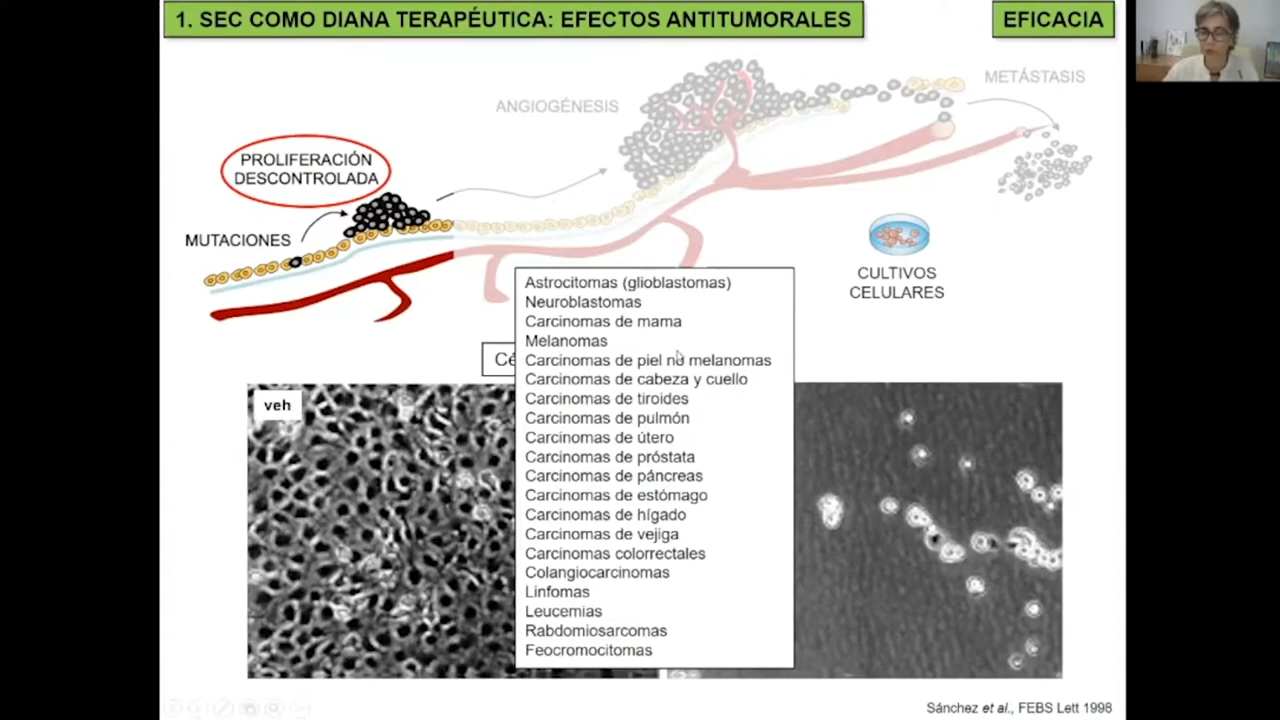 1. SEC COMO DIANA TERAPÉUTICA: EFECTOS ANTITUMORALES
EFICACIA
METÁSTASIS
ANGIOGÉNESIS
PROLIFERACIÓN
DESCONTROLADA
MUTACIONES
CULTIVOS
CELULARES
Astrocitomas (glioblastomas)
Neuroblastomas
Carcinomas de mama
Melanomas
Carcinomas de piel no melanomas
Carcinomas de cabeza y cuello
Carcinomas de tiroides
Carcinomas de pulmón
Carcinomas de útero
Carcinomas de próstata
Carcinomas de páncreas
Carcinomas de estómago
Carcinomas de hígado
Carcinomas de vejiga
Carcinomas colorrectales
Colangiocarcinomas
Linfomas
Leucemias
Rabdomiosarcomas
Feocromocitomas
veh
Sánchez et al., FEBS Lett 1998